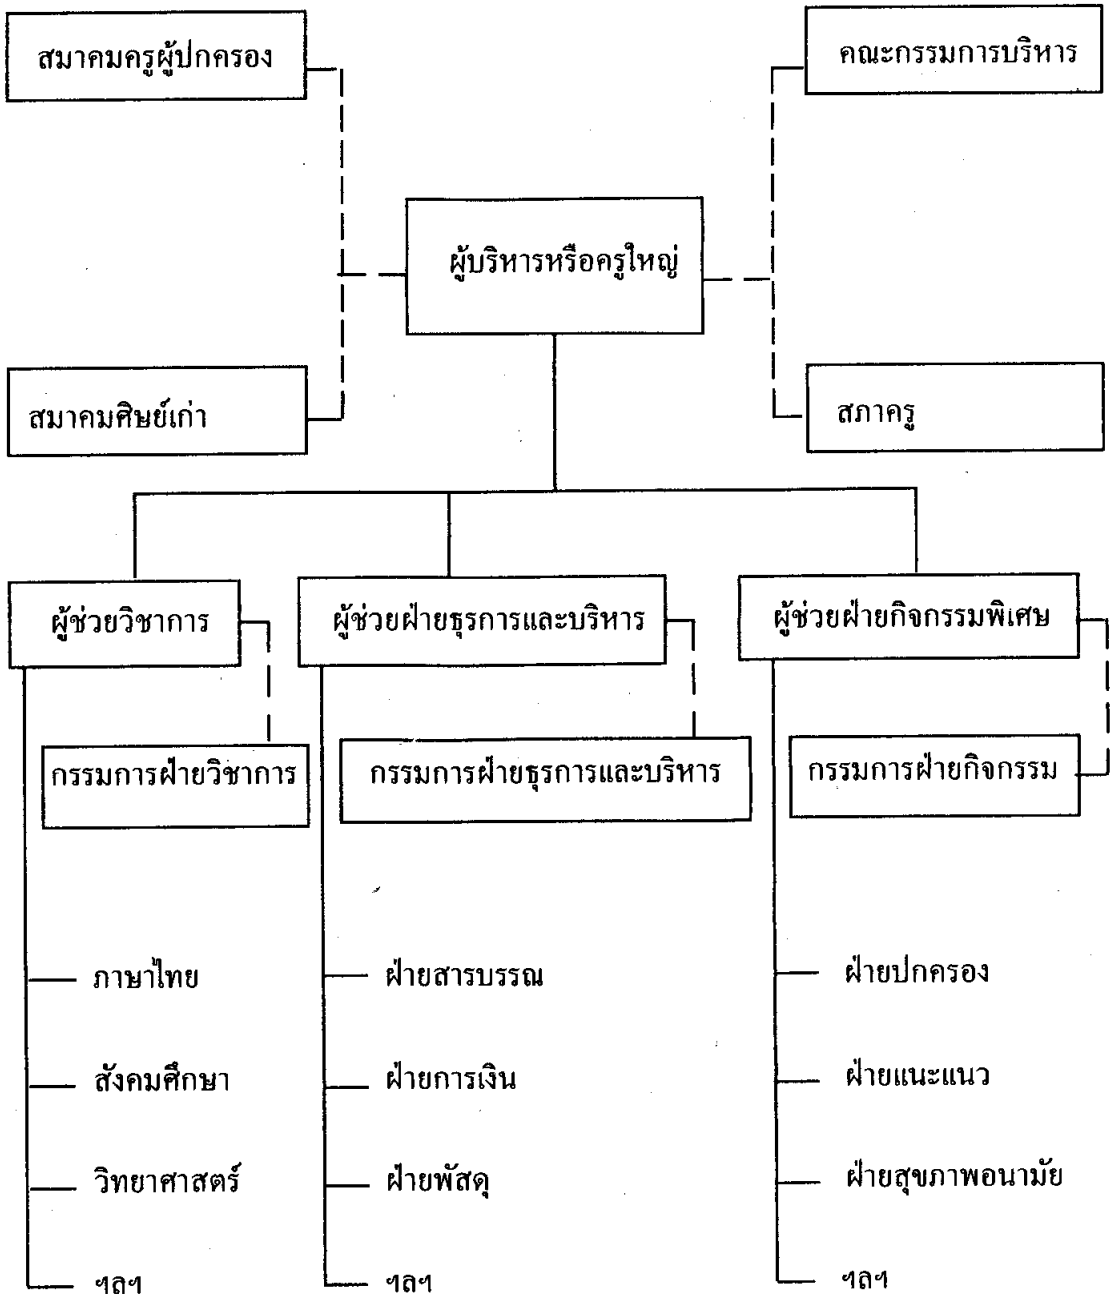 สมาคมครูผู้ปกครอง
คณะกรรมการบริหาร
ผู้บริหารหรือครูใหญ่
สมาคมศิษย์เก่า
สภาครู
ผู้ช่วยวิชาการ
ผู้ช่วยฝ่ายธุรการและบริหาร
ผู้ช่วยฝ่ายกิจกรรมพิเศษ
กรรมการฝ่ายวิชาการ
กรรมการฝ่ายธุรการและบริหาร
กรรมการฝ่ายกิจกรรม
ภาษาไทย
ฝ่ายสารบรรณ
ฝ่ายปกครอง
สังคมศึกษา
ฝ่ายการเงิน
ฝ่ายแนะแนว
วิทยาศาสตร์
ฝ่ายพัสดุ
ฝ่ายสุขภาพอนามัย
ฯลฯ
ฯลฯ
ฯลฯ